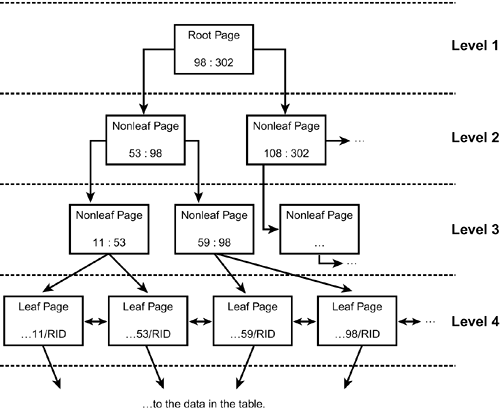 Root Page
98 : 302
Level 1
Nonleaf Page
53 : 98
Nonleaf Page
108 : 302
...
Level 2
Nonleaf Page
11 : 53
Nonleaf Page
59 : 98
Nonleaf Page
...
...
Level 3
Leaf Page
...11/RID
Leaf Page
...53/RID
Leaf Page
...59/RID
Leaf Page
...98/RID
...
Level 4
...to the data in the table.